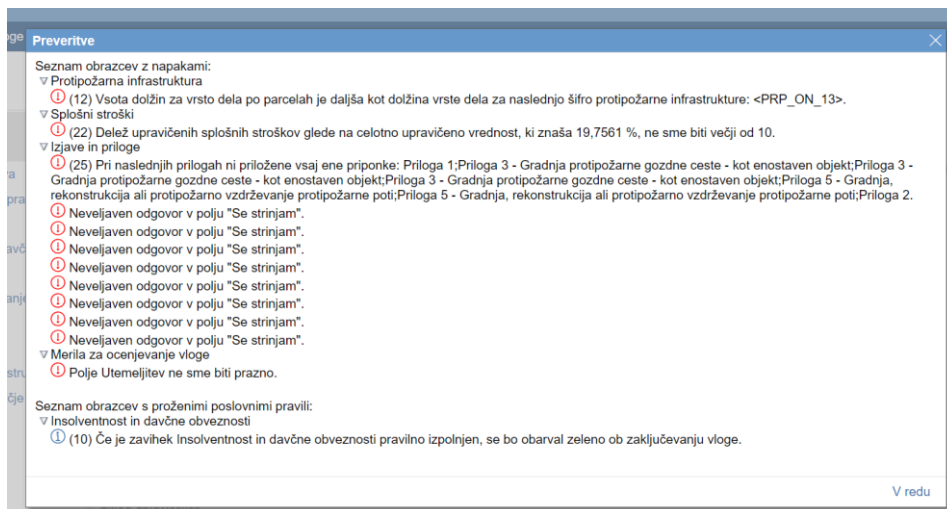 oge
Preveritve
Seznam obrazcev z napakami:
Protipožarna infrastruktura
(12) Vsota dolžin za vrsto dela po parcelah je daljša kot dolžina vrste dela za naslednjo šifro protipožarne infrastrukture: <PRP_ON_13>.
Splošni stroški
(22) Delež upravičenih splošnih stroškov glede na celotno upravičeno vrednost, ki znaša 19,7561 %, ne sme biti večji od 10.
Izjave in priloge
(25) Pri naslednjih prilogah ni priložene vsaj ene priponke: Priloga 1;Priloga 3 - Gradnja protipožarne gozdne ceste - kot enostaven objekt;Priloga 3 -
Gradnja protipožarne gozdne ceste - kot enostaven objekt;Priloga 3 - Gradnja protipožarne gozdne ceste - kot enostaven objekt;Priloga 5 - Gradnja,
rekonstrukcija ali protipožarno vzdrževanje protipožarne poti;Priloga 5 - Gradnja, rekonstrukcija ali protipožarno vzdrževanje protipožarne poti;Priloga 2.
Neveljaven odgovor v polju "Se strinjam".
Neveljaven odgovor v polju "Se strinjam".
Neveljaven odgovor v polju "Se strinjam".
Neveljaven odgovor v polju "Se strinjam".
Neveljaven odgovor v polju "Se strinjam".
Neveljaven odgovor v polju "Se strinjam".
Neveljaven odgovor v polju "Se strinjam".
Neveljaven odgovor v polju "Se strinjam".
Merila za ocenjevanje vloge
Polje Utemeljitev ne sme biti prazno.
Seznam obrazcev s proženimi poslovnimi pravili:
Insolventnost in davčne obveznosti
(10) Če je zavihek Insolventnost in davčne obveznosti pravilno izpolnjen, se bo obarval zeleno ob zaključevanju vloge.
V redu